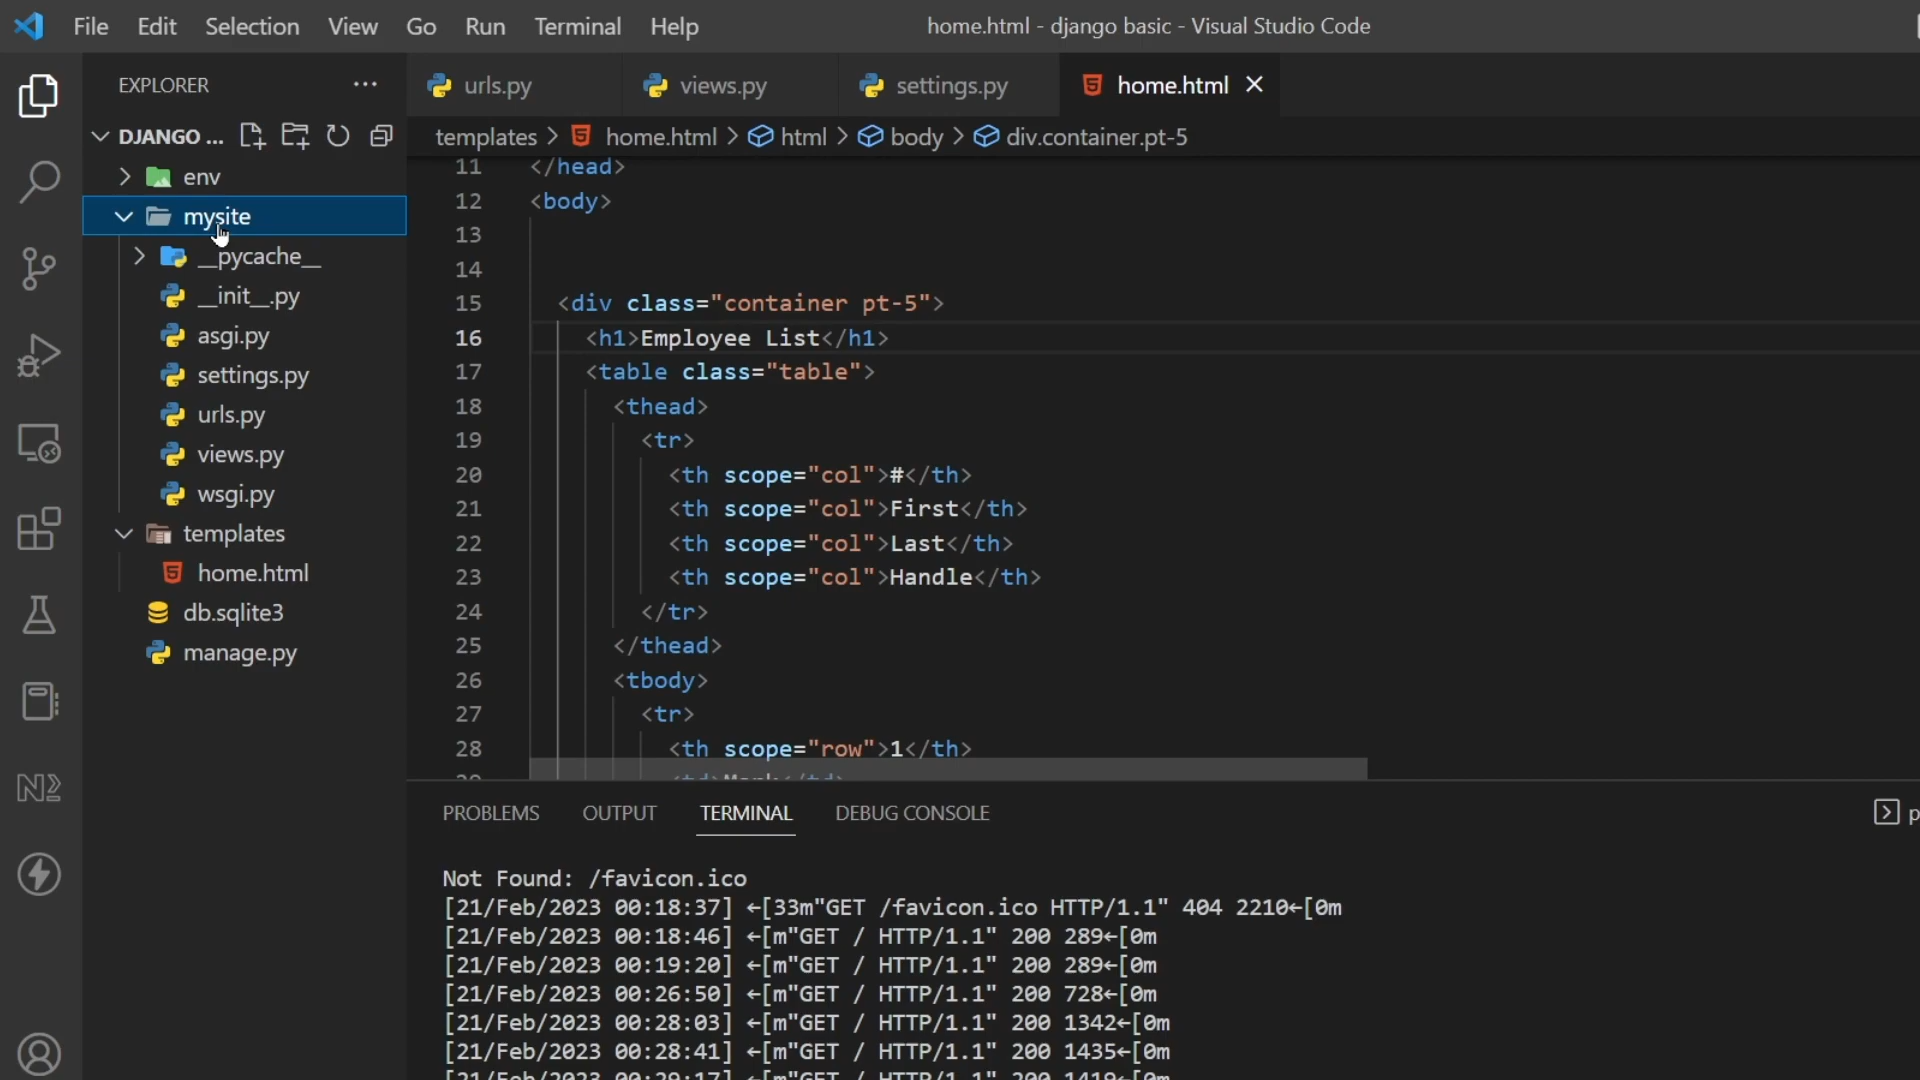 File Edit Selection View Go Run Terminal Help
home.html - django basic - Visual Studio Code
EXPLORER
DJANGO ...
env
mysite
__pycache__
__init__.py
asgi.py
settings.py
urls.py
views.py
wsgi.py
templates
home.html
db.sqlite3
manage.py
urls.py views.py settings.py home.html
templates > home.html > html > body > div.container.pt-5
11 </head>
12 <body>
13
14
15 <div class="container pt-5">
16 <h1>Employee List</h1>
17 <table class="table">
18 <thead>
19 <tr>
20 <th scope="col">#</th>
21 <th scope="col">First</th>
22 <th scope="col">Last</th>
23 <th scope="col">Handle</th>
24 </tr>
25 </thead>
26 <tbody>
27 <tr>
28 <th scope="row">1</th>
PROBLEMS OUTPUT TERMINAL DEBUG CONSOLE
Not Found: /favicon.ico
[21/Feb/2023 00:18:37] ←[33m"GET /favicon.ico HTTP/1.1" 404 2210←[0m
[21/Feb/2023 00:18:46] ←[m"GET / HTTP/1.1" 200 289←[0m
[21/Feb/2023 00:19:20] ←[m"GET / HTTP/1.1" 200 289←[0m
[21/Feb/2023 00:26:50] ←[m"GET / HTTP/1.1" 200 728←[0m
[21/Feb/2023 00:28:03] ←[m"GET / HTTP/1.1" 200 1342←[0m
[21/Feb/2023 00:28:41] ←[m"GET / HTTP/1.1" 200 1435←[0m